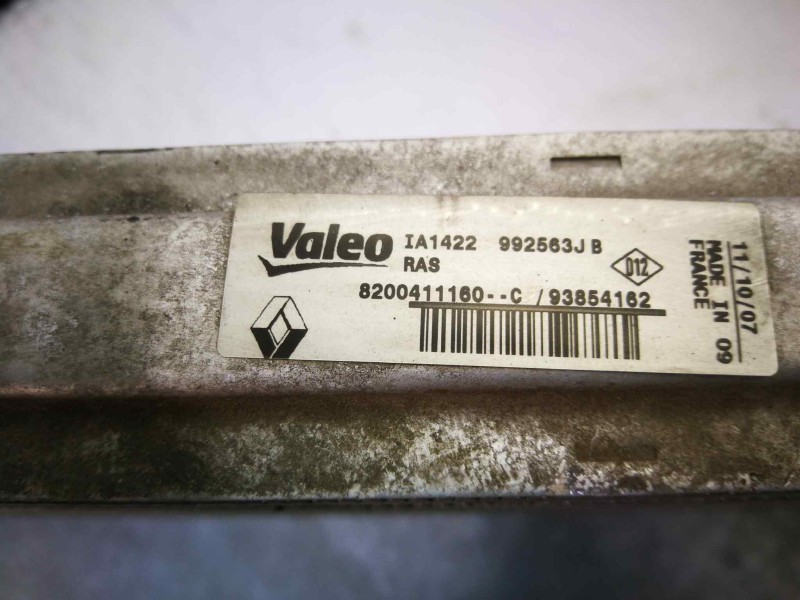 Valeo IA1422 992563J B
RAS
D12
8200411160--C /93854162
11/10/07
MADE IN 09
FRANCE